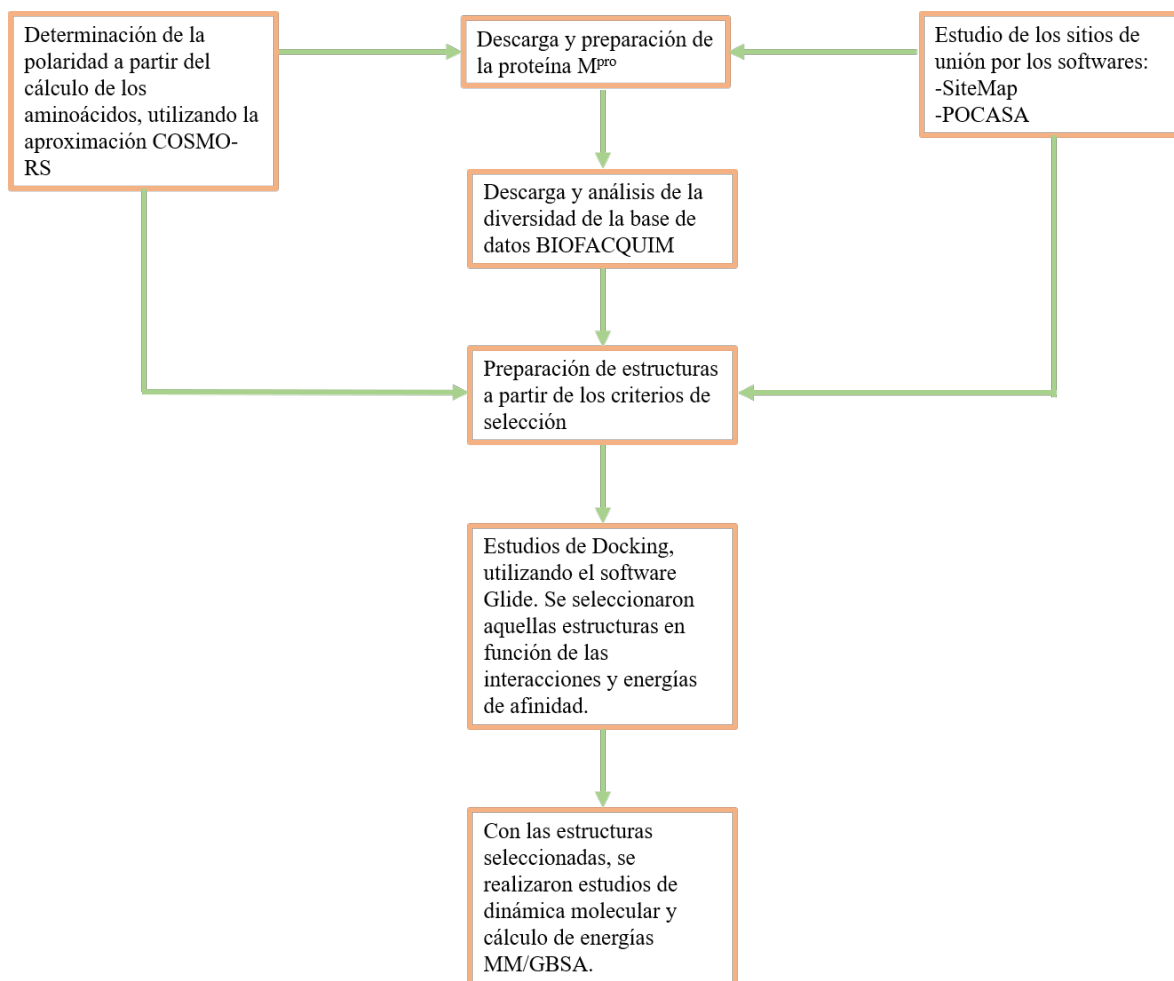 Determinación de la
polaridad a partir del
cálculo de los
aminoácidos, utilizando la
aproximación COSMO-
RS
Descarga y preparación de
la proteína Mᵖʳᵒ
Estudio de los sitios de
unión por los softwares:
-SiteMap
-POCASA
Descarga y análisis de la
diversidad de la base de
datos BIOFACQUIM
Preparación de estructuras
a partir de los criterios de
selección
Estudios de Docking,
utilizando el software
Glide. Se seleccionaron
aquellas estructuras en
función de las
interacciones y energías
de afinidad.
Con las estructuras
seleccionadas, se
realizaron estudios de
dinámica molecular y
cálculo de energías
MM/GBSA.